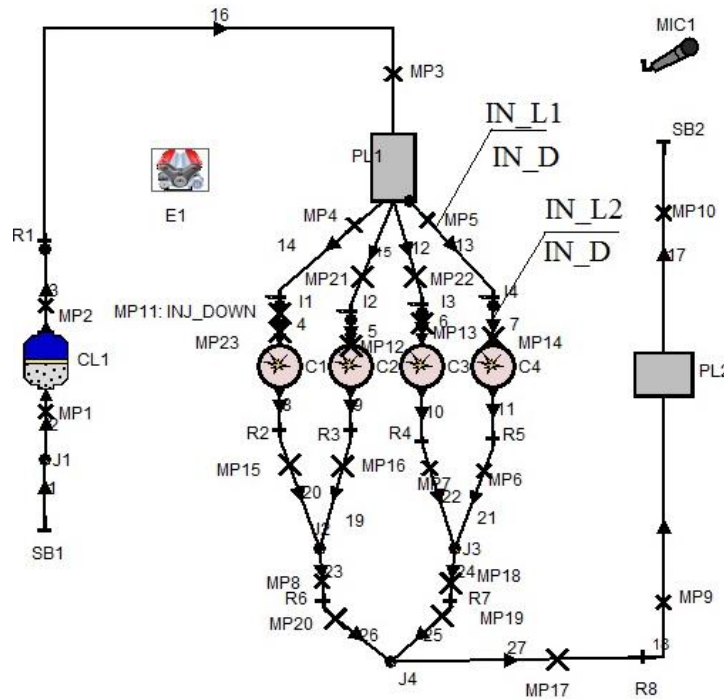 16
MIC1
MP3
IN_L1
SB2
PL1
IN_D
IN_L2
E1
MP4
MP5
MP10
R1
14
15
12
13
IN_D
17
3
MP21
MP22
MP2
MP11: INJ_DOWN
I1
I2
I3
I4
4
5
6
7
MP23
MP12
MP13
MP14
CL1
C1
C2
C3
C4
PL2
MP1
2
8
9
10
11
R2
R3
R4
R5
J1
MP15
MP16
MP7
MP6
1
20
19
22
21
SB1
J2
J3
23
24
MP8
MP18
R6
R7
MP9
MP20
MP19
26
25
27
18
J4
MP17
R8